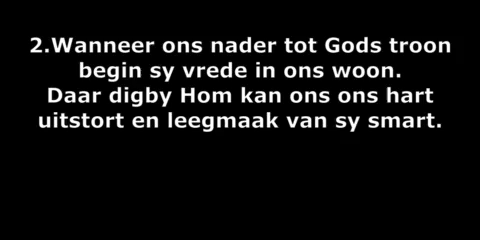 2.Wanneer ons nader tot Gods troon
begin sy vrede in ons woon.
Daar digby Hom kan ons ons hart
uitstort en leegmaak van sy smart.